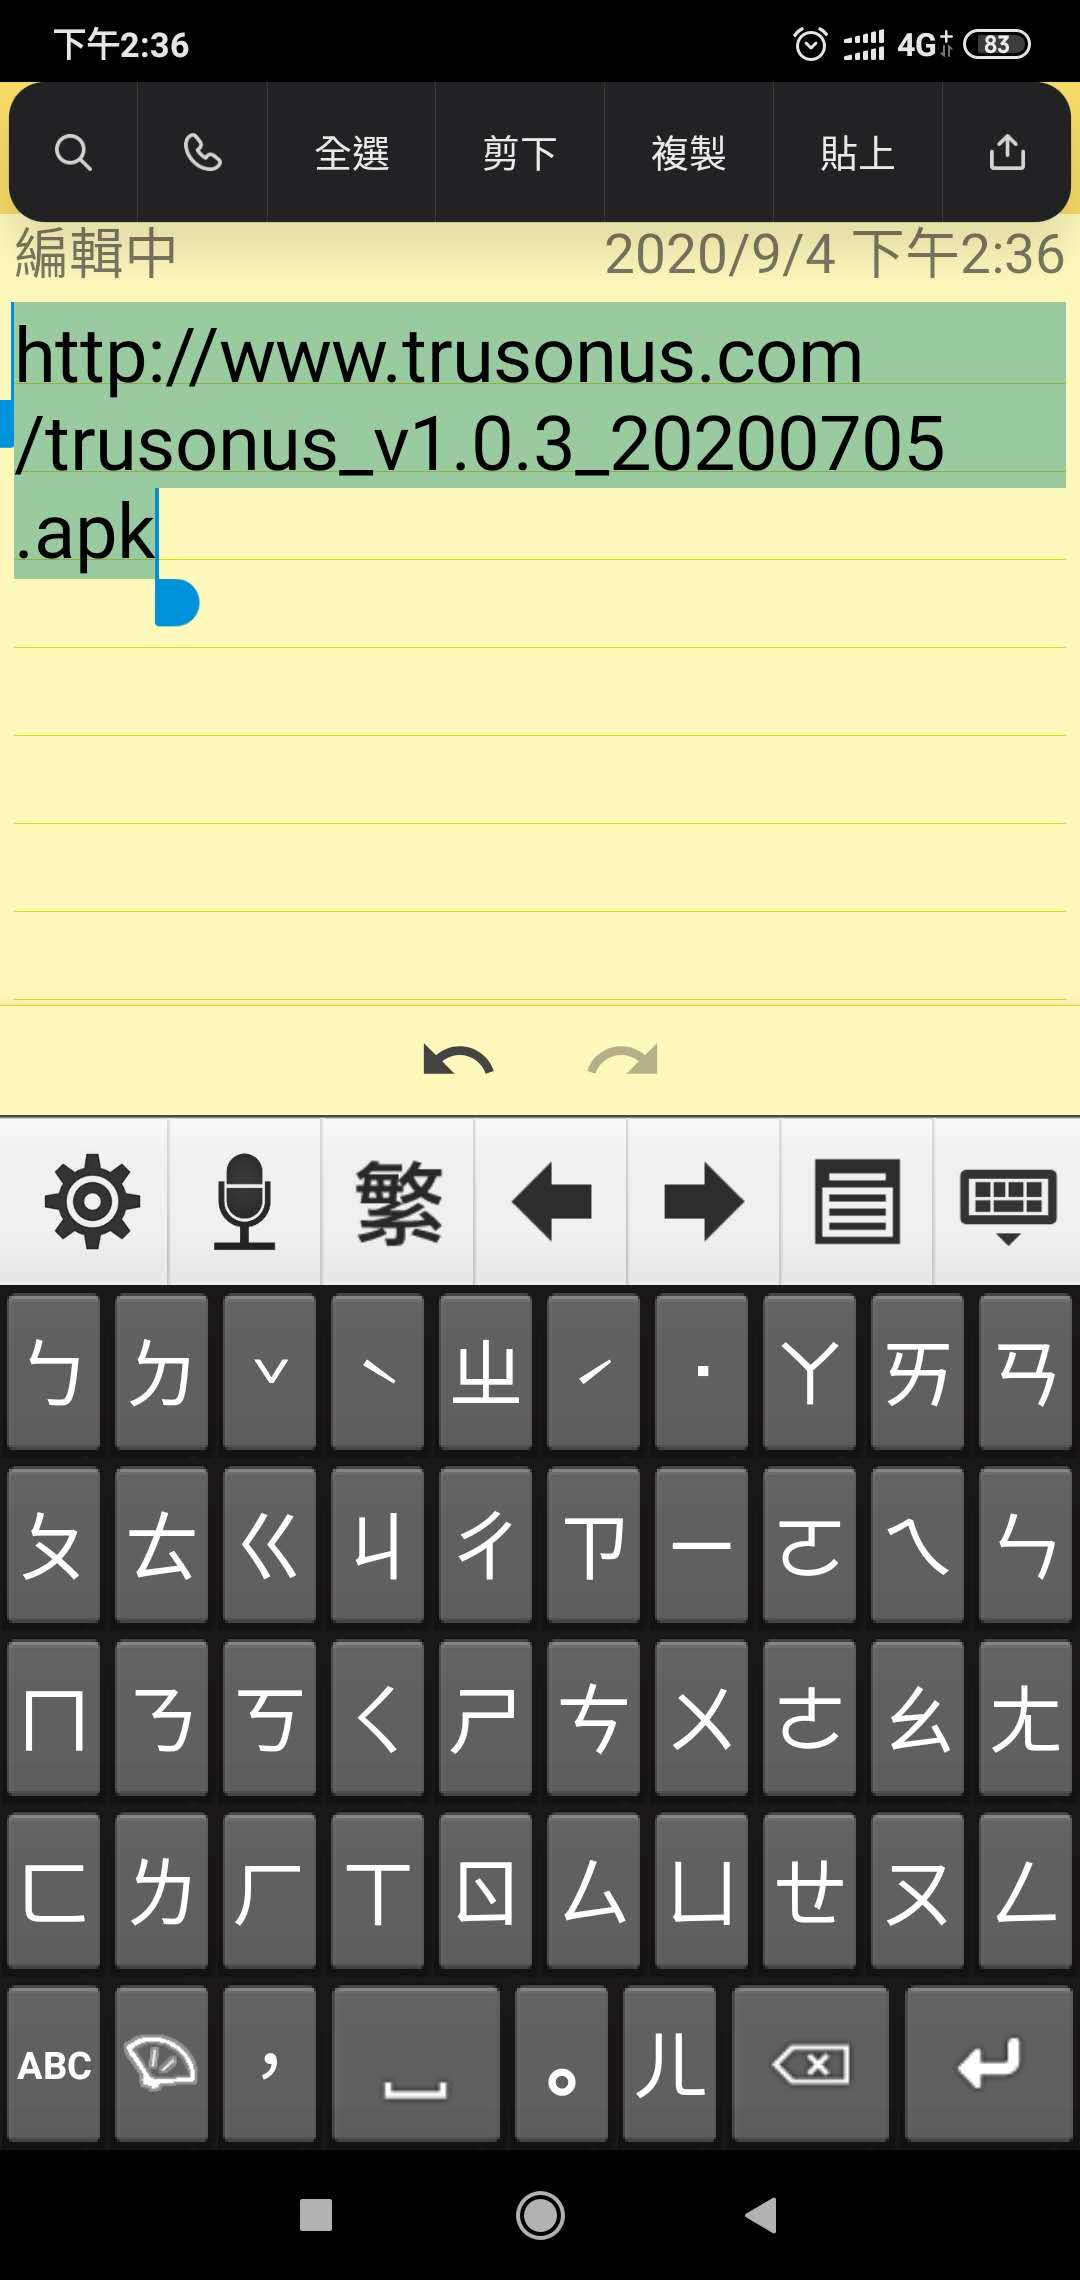 下午2:36
4G+ 83
全選 剪下 複製 貼上
編輯中 2020/9/4 下午2:36
http://www.trusonus.com
/trusonus_v1.0.3_20200705
.apk
繁
ㄅ ㄉ ˇ ˋ ㄓ ˊ ˙ ㄚ ㄞ ㄢ
ㄆ ㄊ ㄍ ㄐ ㄔ ㄗ ㄧ ㄛ ㄟ ㄣ
ㄇ ㄋ ㄎ ㄑ ㄕ ㄘ ㄨ ㄜ ㄠ ㄤ
ㄈ ㄌ ㄏ ㄒ ㄖ ㄙ ㄩ ㄝ ㄡ ㄥ
ABC ， 。 ㄦ